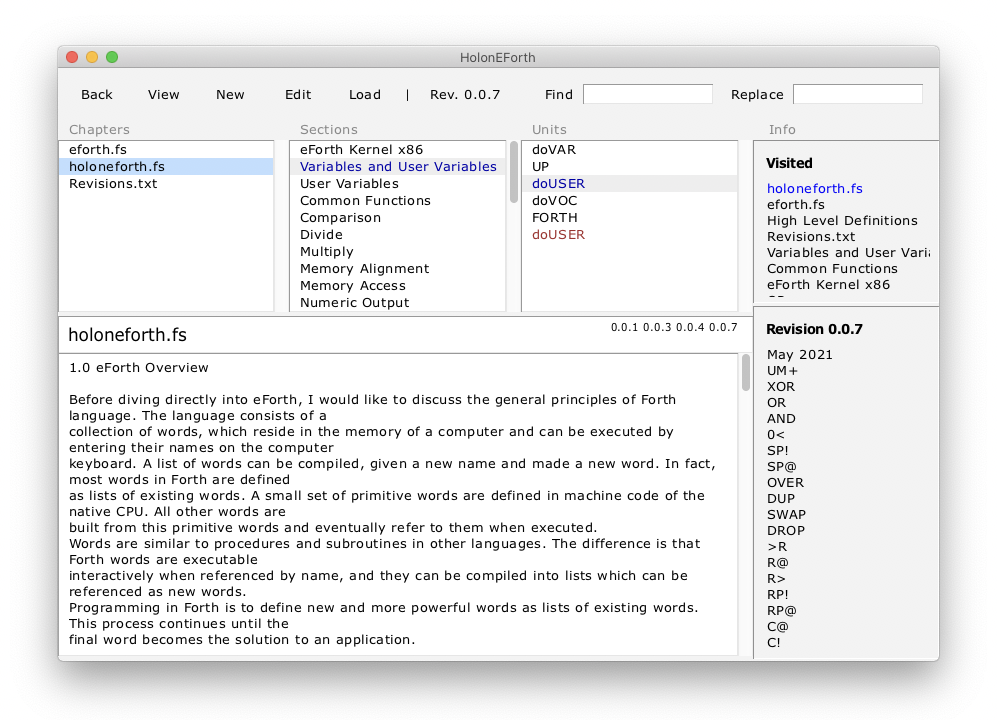 HolonEForth
Back View New Edit Load | Rev. 0.0.7 Find Replace
Chapters
eforth.fs
holoneforth.fs
Revisions.txt
Sections
eForth Kernel x86
Variables and User Variables
User Variables
Common Functions
Comparison
Divide
Multiply
Memory Alignment
Memory Access
Numeric Output
Units
doVAR
UP
doUSER
doVOC
FORTH
doUSER
Info
Visited
holoneforth.fs
eforth.fs
High Level Definitions
Revisions.txt
Variables and User Varia
Common Functions
eForth Kernel x86
holoneforth.fs
0.0.1 0.0.3 0.0.4 0.0.7
1.0 eForth Overview
Before diving directly into eForth, I would like to discuss the general principles of Forth
language. The language consists of a
collection of words, which reside in the memory of a computer and can be executed by
entering their names on the computer
keyboard. A list of words can be compiled, given a new name and made a new word. In fact,
most words in Forth are defined
as lists of existing words. A small set of primitive words are defined in machine code of the
native CPU. All other words are
built from this primitive words and eventually refer to them when executed.
Words are similar to procedures and subroutines in other languages. The difference is that
Forth words are executable
interactively when referenced by name, and they can be compiled into lists which can be
referenced as new words.
Programming in Forth is to define new and more powerful words as lists of existing words.
This process continues until the
final word becomes the solution to an application.
Revision 0.0.7
May 2021
UM+
XOR
OR
AND
0<
SP!
SP@
OVER
DUP
SWAP
DROP
>R
R@
R>
RP!
RP@
C@
C!